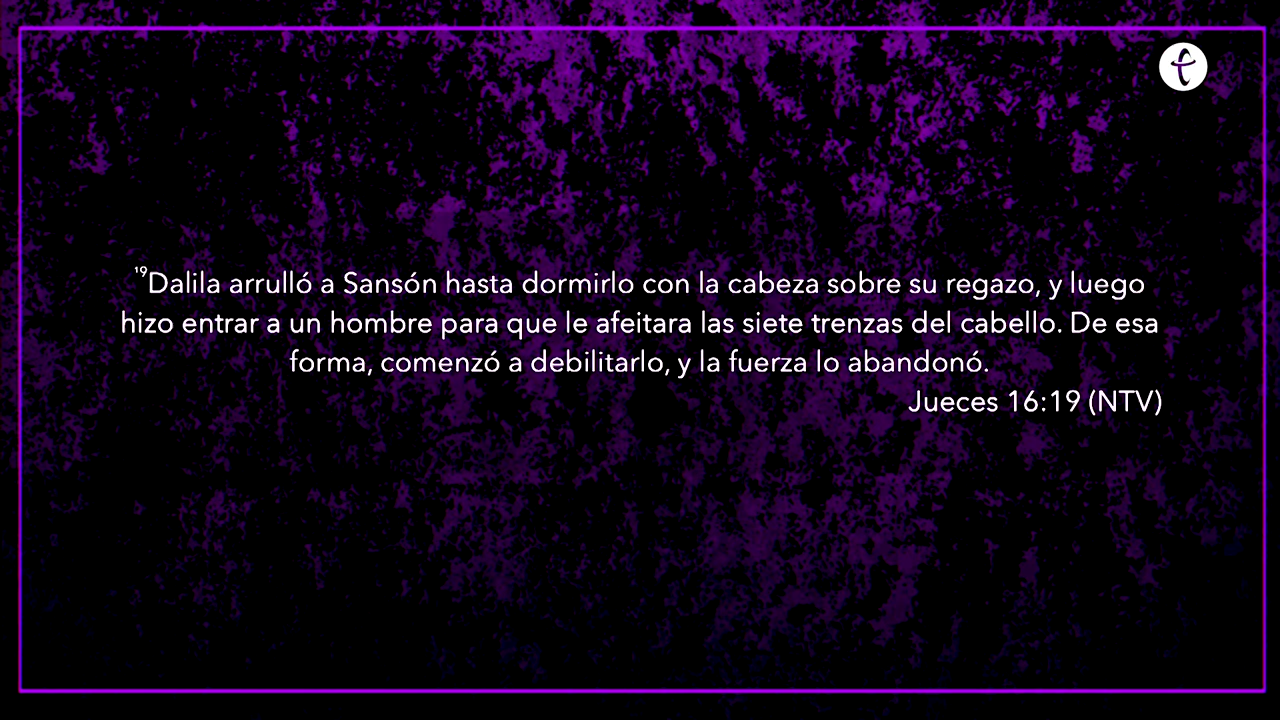 ¹⁹Dalila arrulló a Sansón hasta dormirlo con la cabeza sobre su regazo, y luego
hizo entrar a un hombre para que le afeitara las siete trenzas del cabello. De esa
forma, comenzó a debilitarlo, y la fuerza lo abandonó.
Jueces 16:19 (NTV)